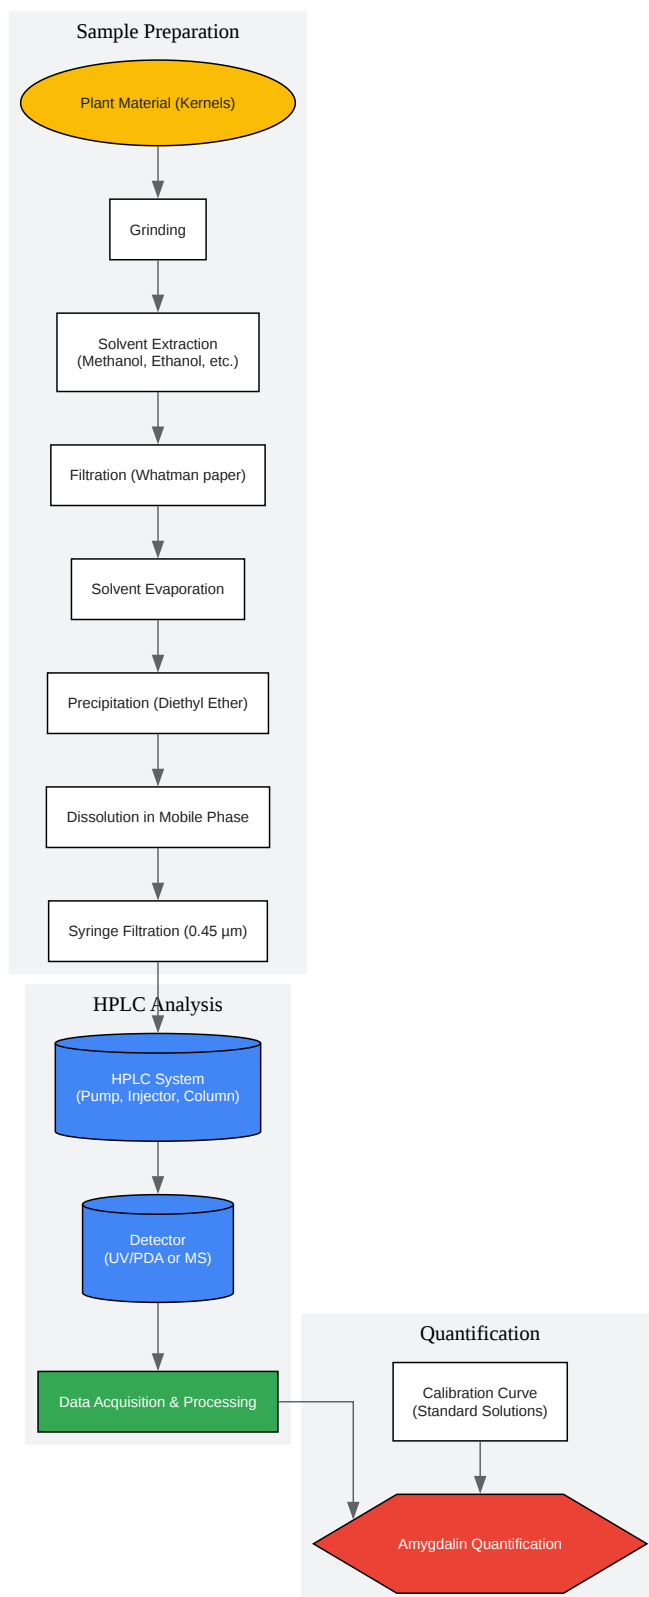 Sample Preparation
Plant Material (Kernels)
Grinding
Solvent Extraction
(Methanol, Ethanol, etc.)
Filtration (Whatman paper)
Solvent Evaporation
Precipitation (Diethyl Ether)
Dissolution in Mobile Phase
Syringe Filtration (0.45 µm)
HPLC Analysis
HPLC System
(Pump, Injector, Column)
Detector
(UV/PDA or MS)
Data Acquisition & Processing
Quantification
Calibration Curve
(Standard Solutions)
Amygdalin Quantification